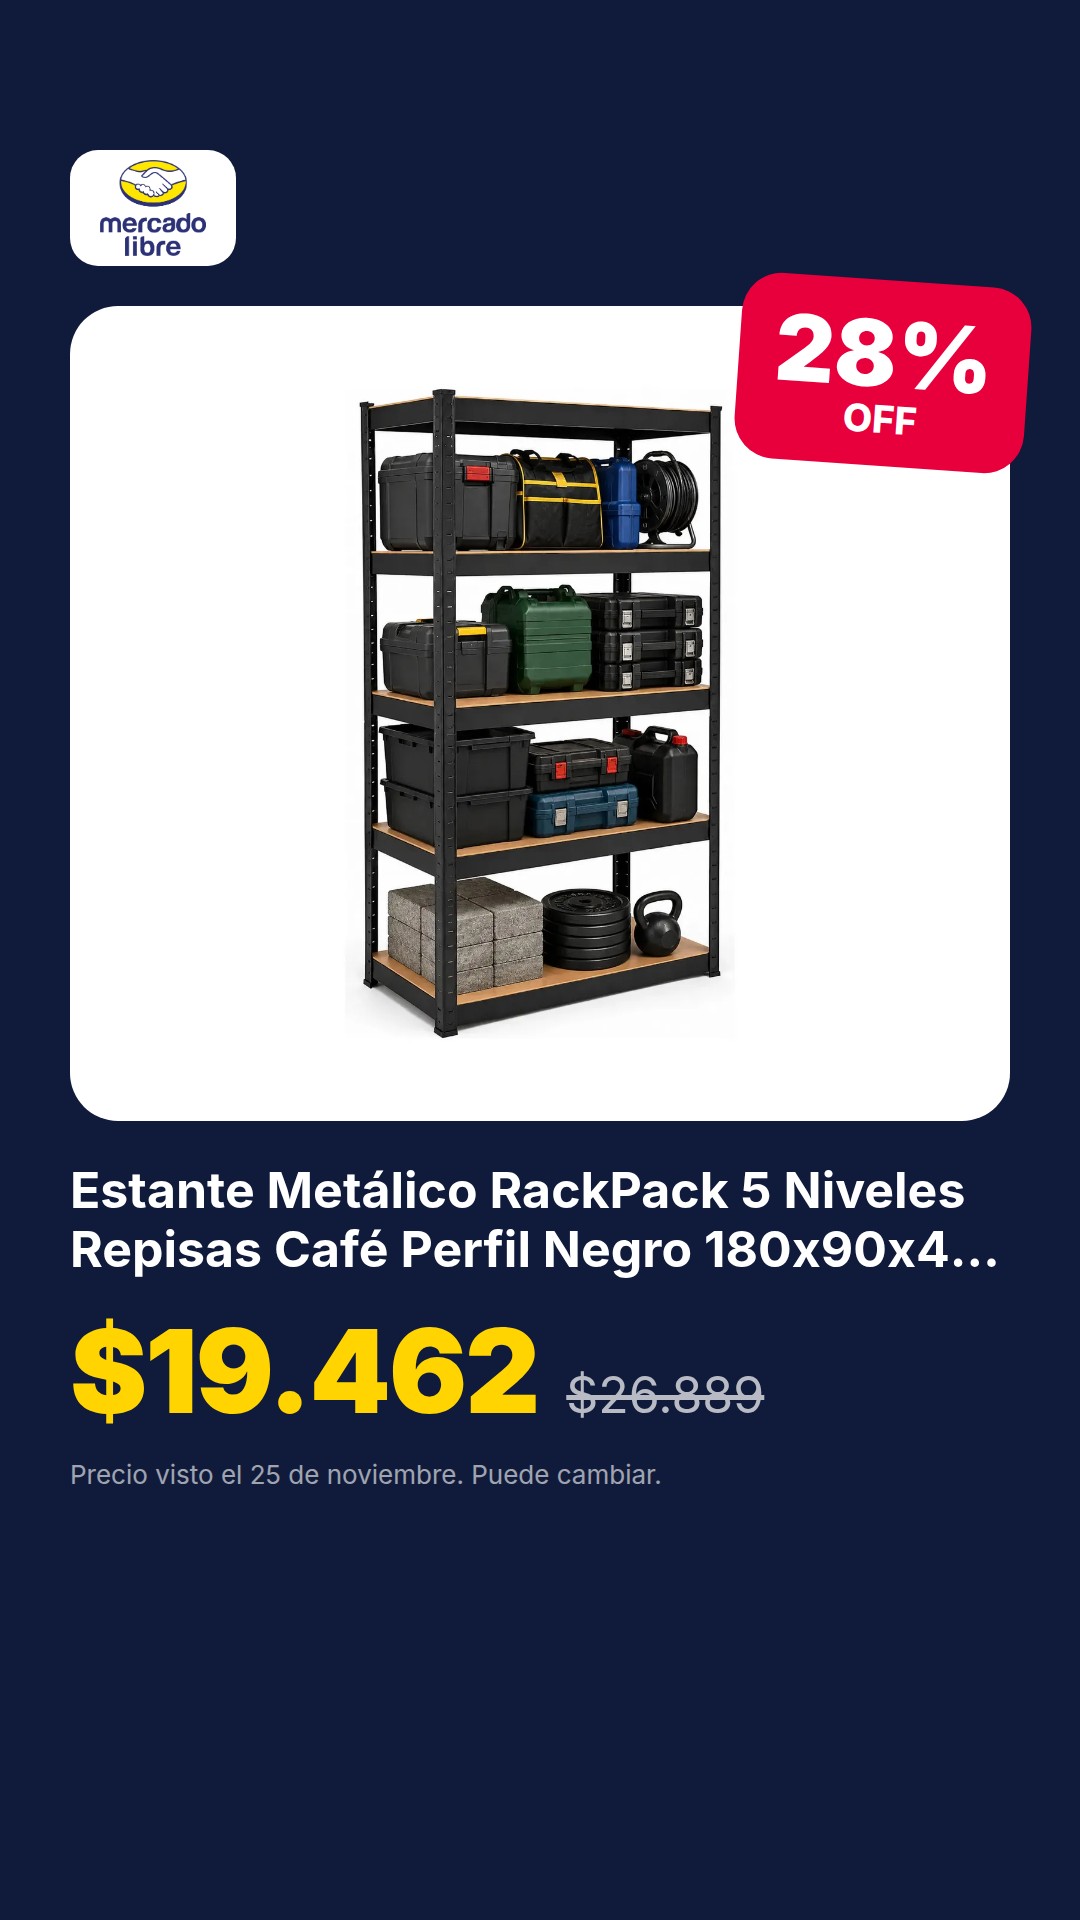 mercado
libre
28%
OFF
Estante Metálico RackPack 5 Niveles
Repisas Café Perfil Negro 180x90x4...
$19.462 $26.889
Precio visto el 25 de noviembre. Puede cambiar.